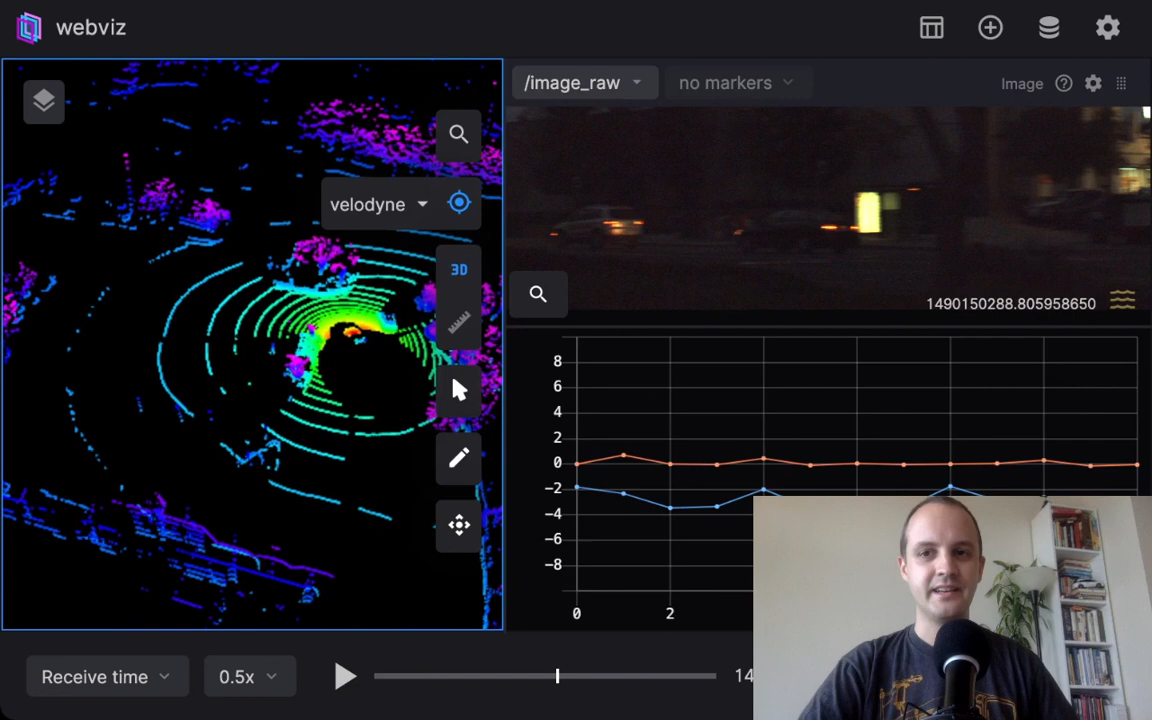 webviz
/image_raw
no markers
Image
velodyne
3D
1490150288.805958650
8
6
4
2
0
-2
-4
-6
-8
0
2
Receive time
0.5x
14